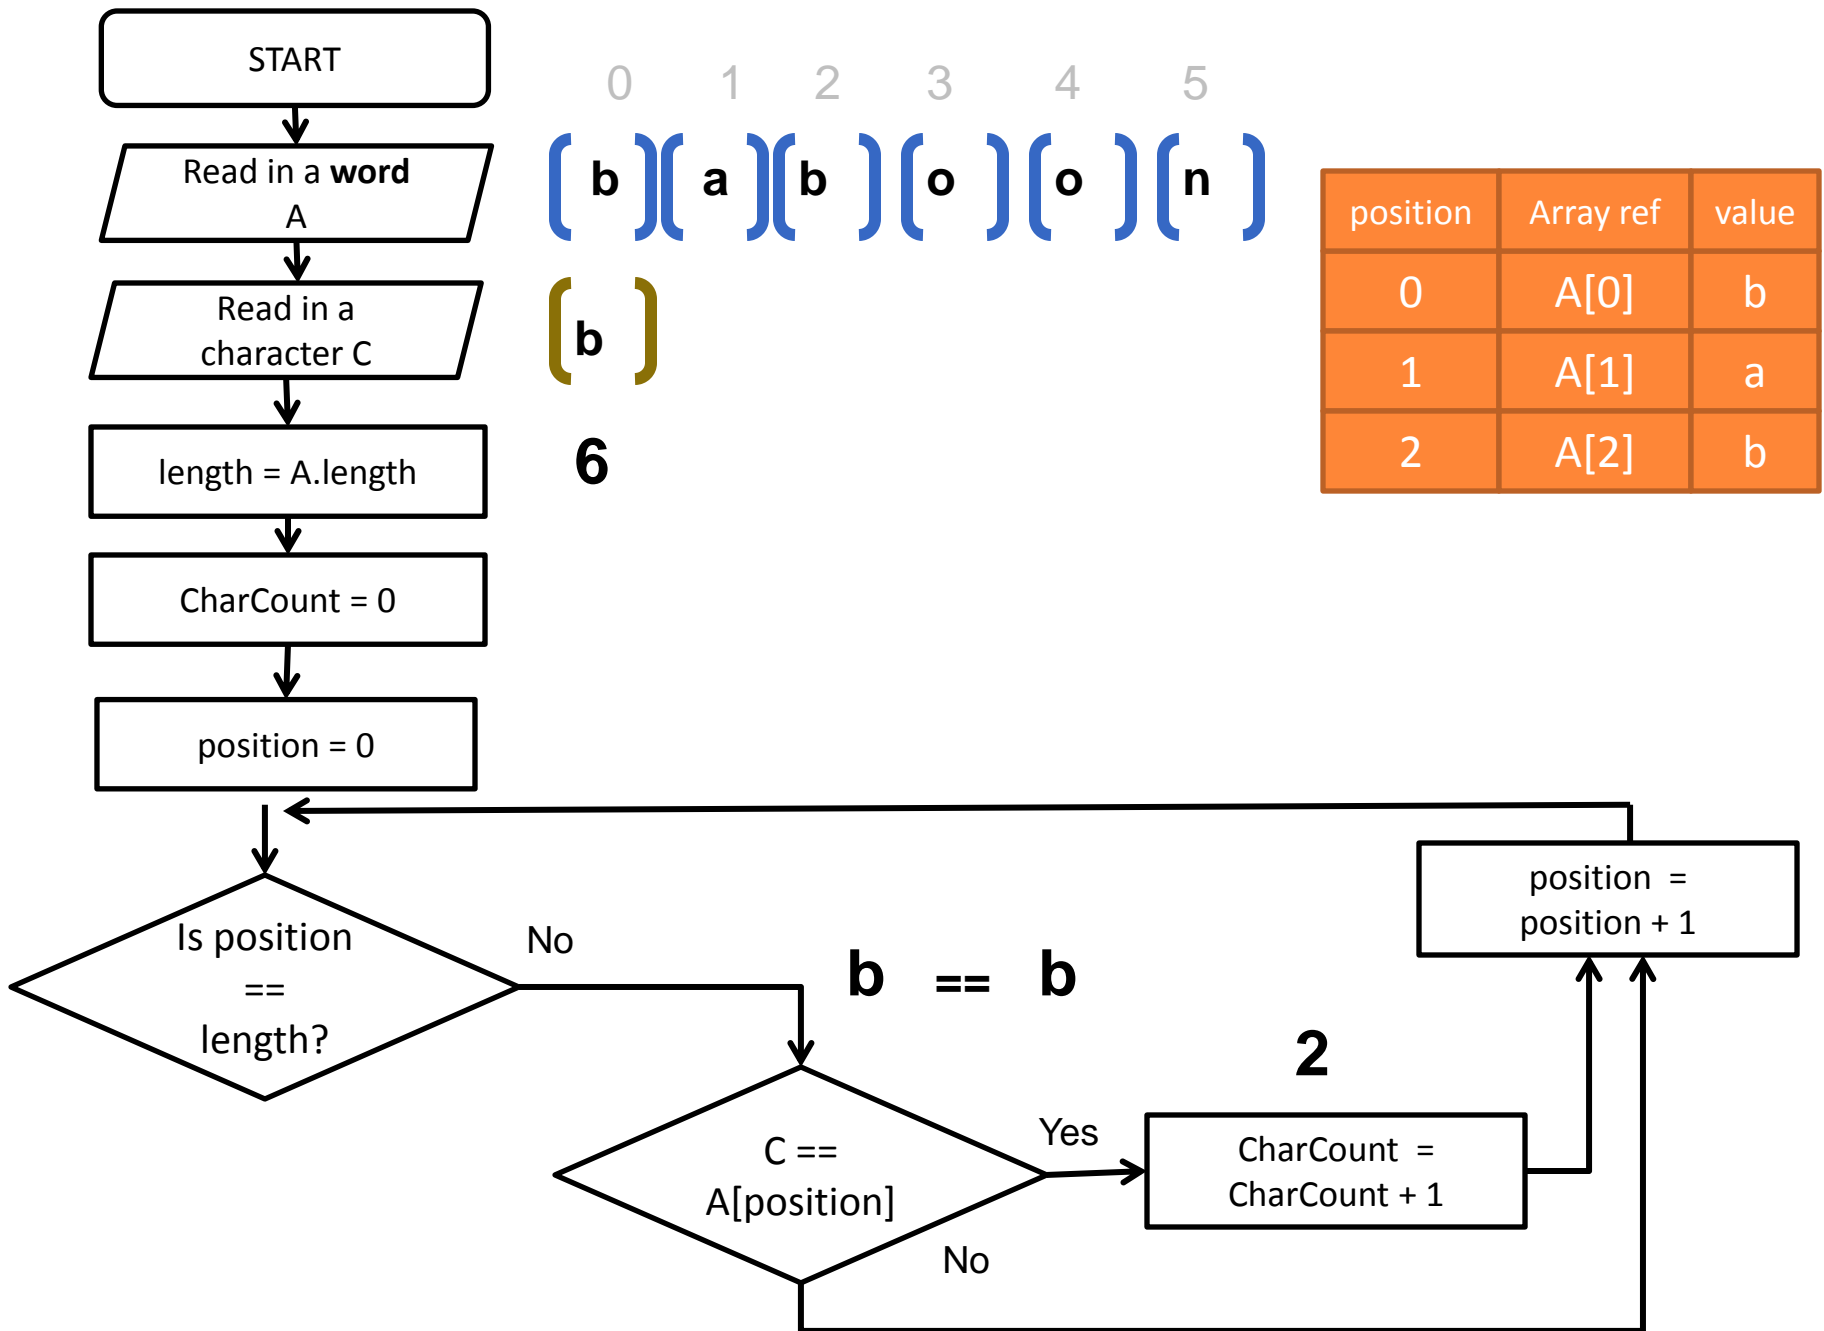 START
0 1 2 3 4 5
Read in a word
A
b a b o o n
position Array ref value
0 A[0] b
1 A[1] a
2 A[2] b
Read in a
character C
b
length = A.length
6
CharCount = 0
position = 0
Is position
==
length?
No
b == b
position =
position + 1
2
C ==
A[position]
Yes
CharCount =
CharCount + 1
No